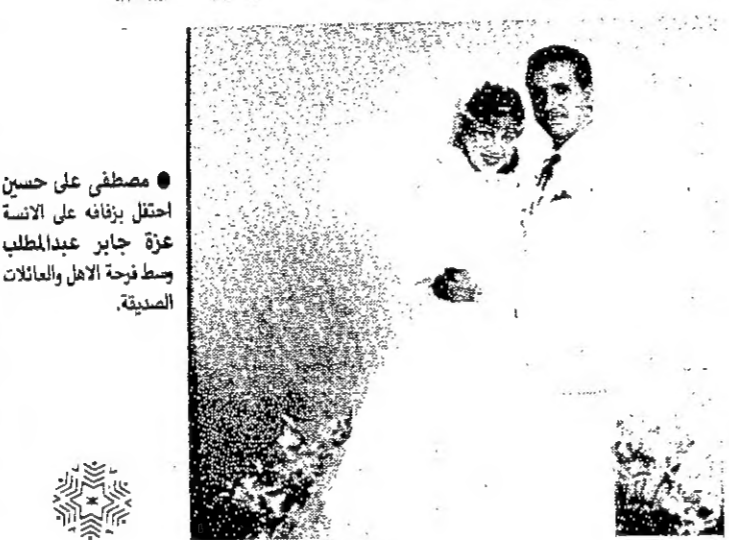 ● مصطفى على حسين
احتفل بزفافه على الانسة
عزة جابر عبدالمطلب
وسط فرحة الاهل والعائلات
الصديقة.